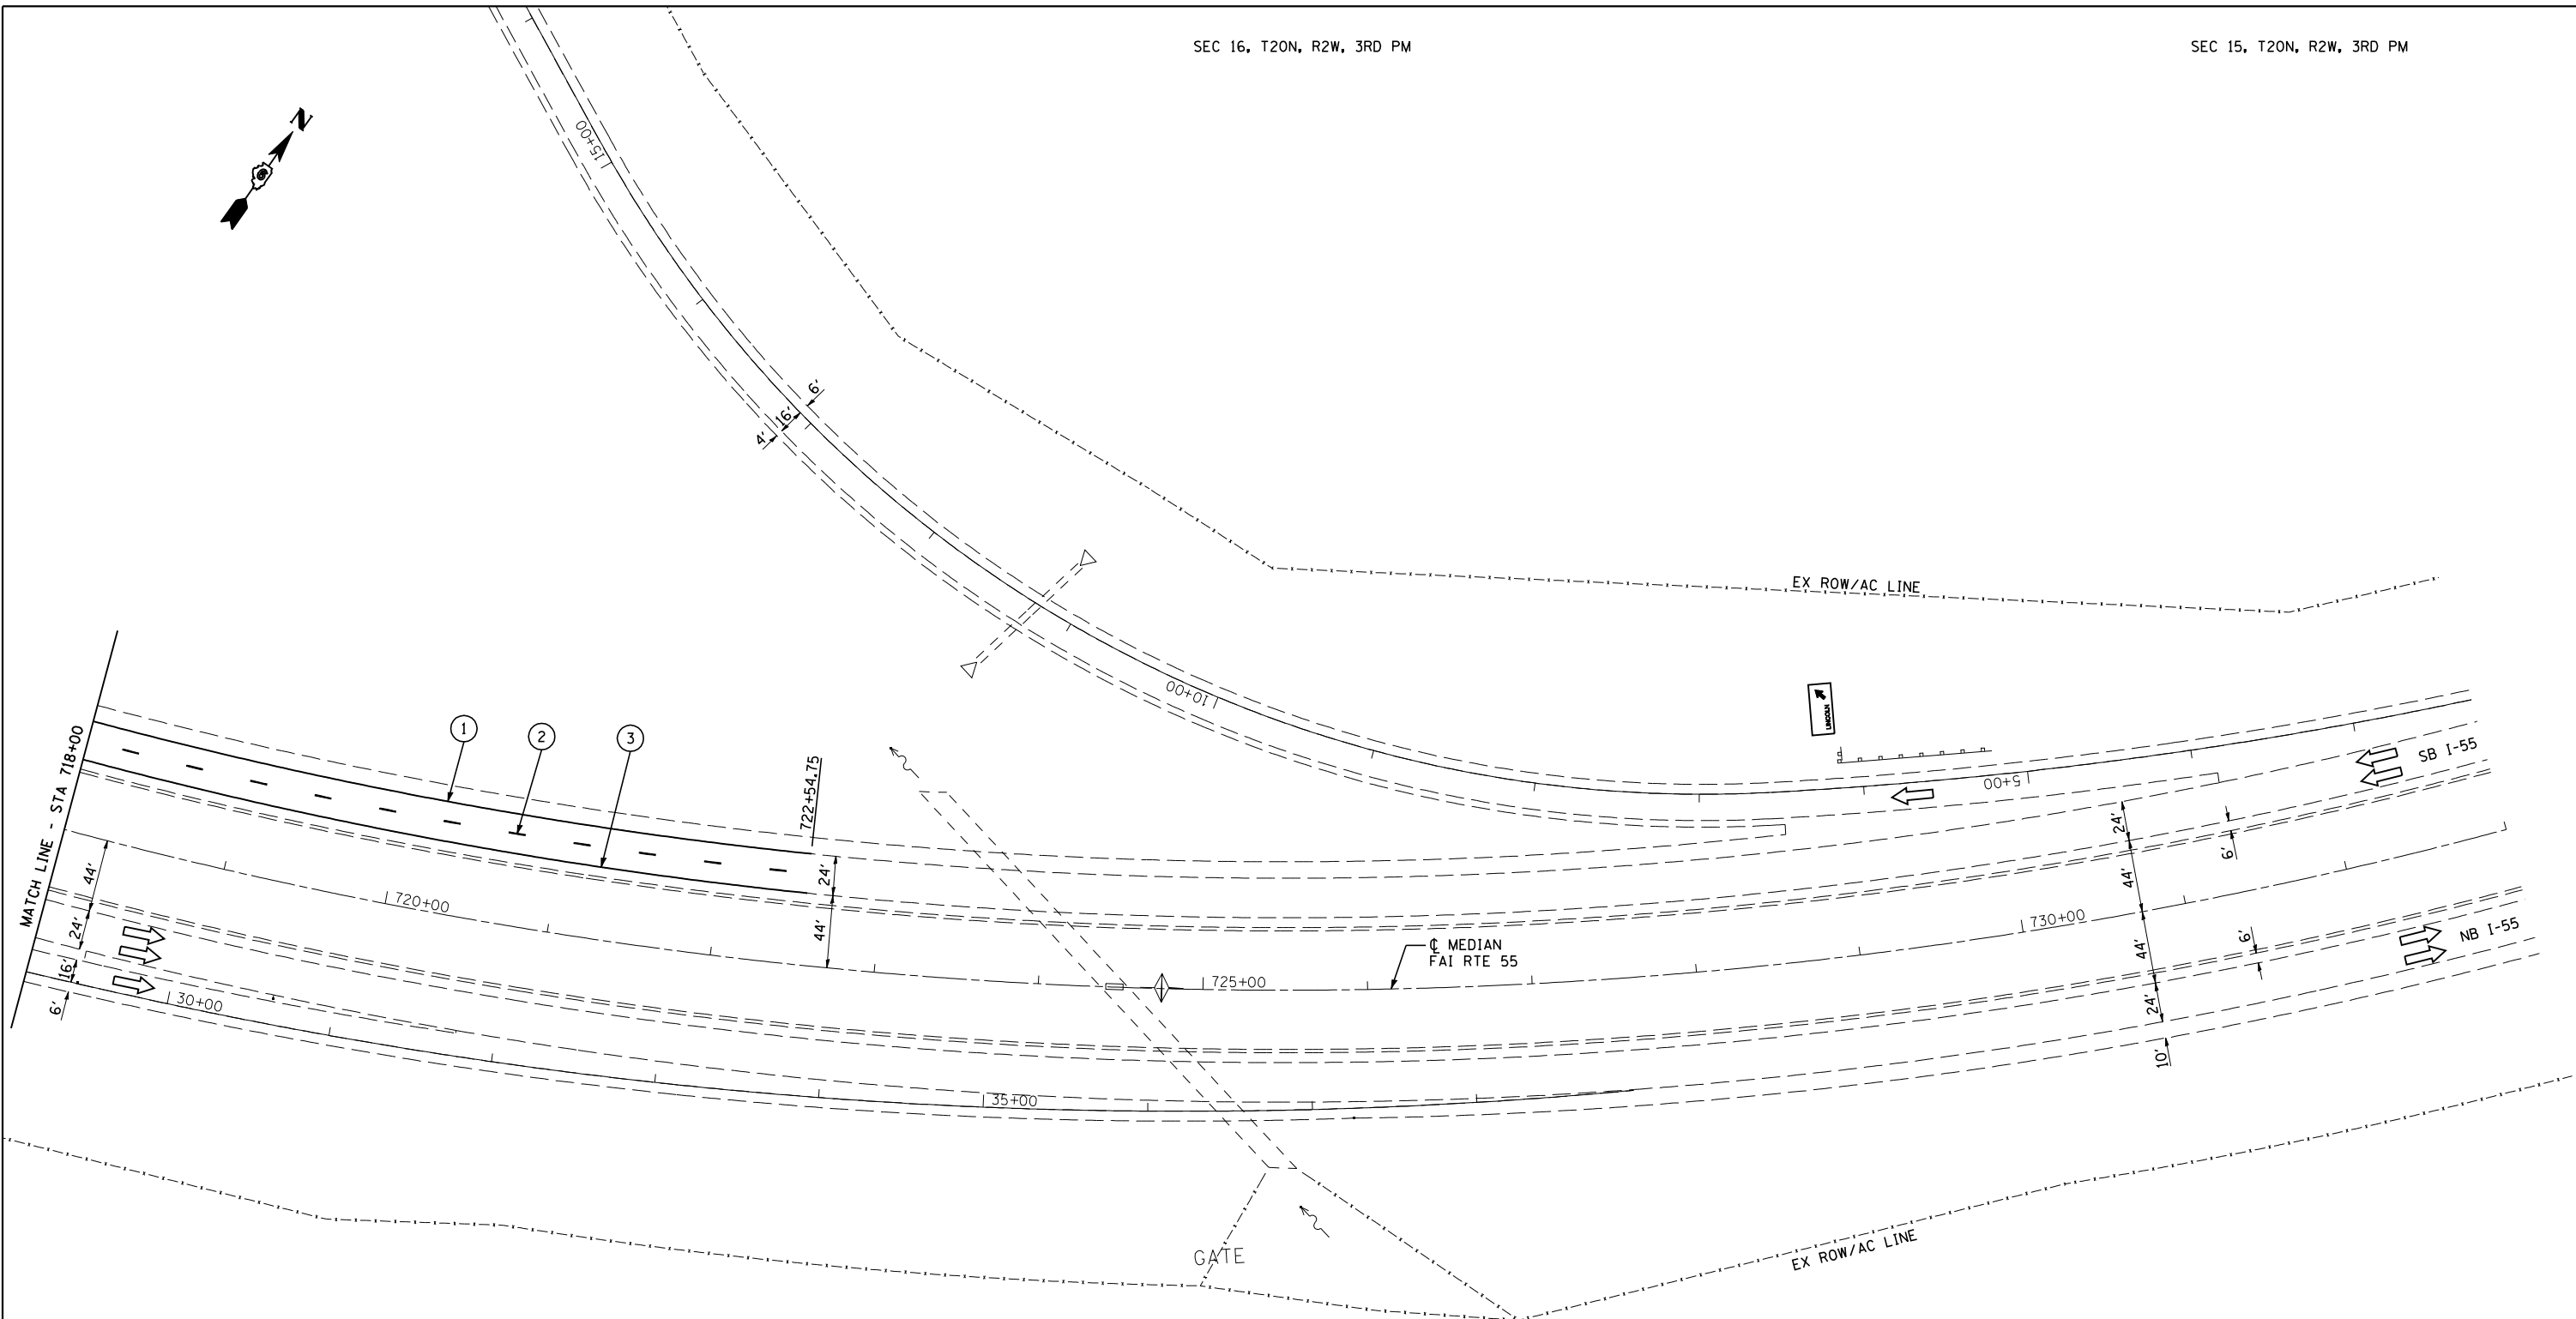 SEC 16, T20N, R2W, 3RD PM
SEC 15, T20N, R2W, 3RD PM
N
15+00
6'
16'
4'
EX ROW/AC LINE
10+00
LINCOLN
5+00
SB I-55
MATCH LINE - STA 718+00
1
2
3
722+54.75
24'
44'
24'
44'
6'
44'
24'
16'
6'
720+00
44'
24'
6'
730+00
NB I-55
℄ MEDIAN
FAI RTE 55
725+00
30+00
35+00
10'
GATE
EX ROW/AC LINE